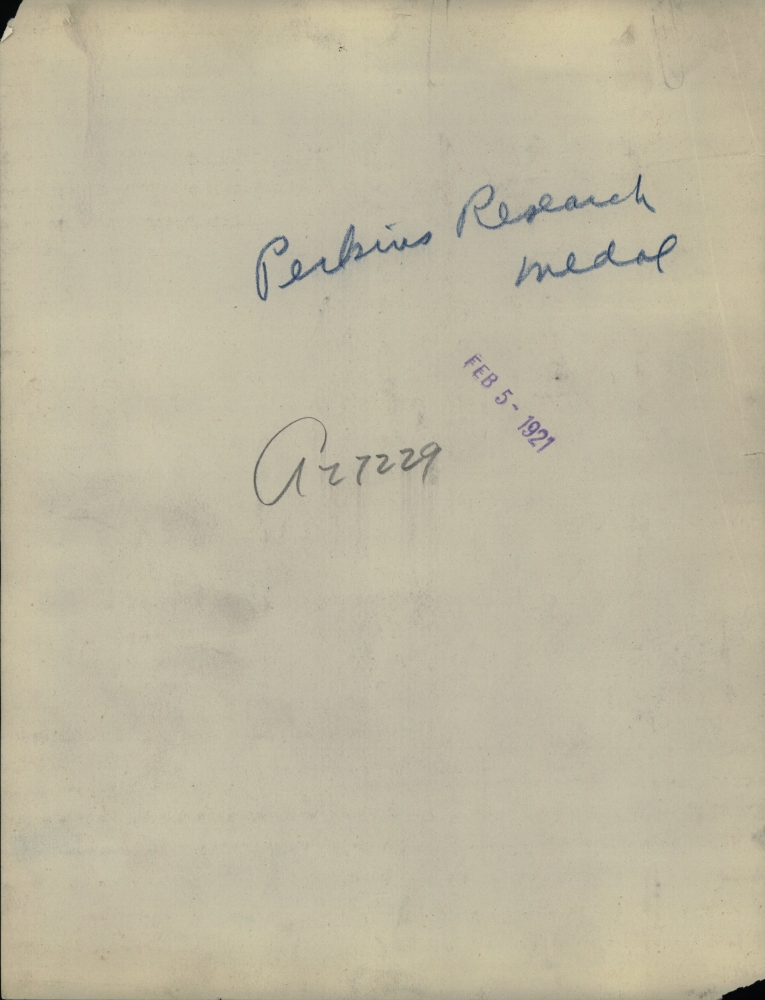 Perkins Research
Medal
FEB 5 - 1921
A27229